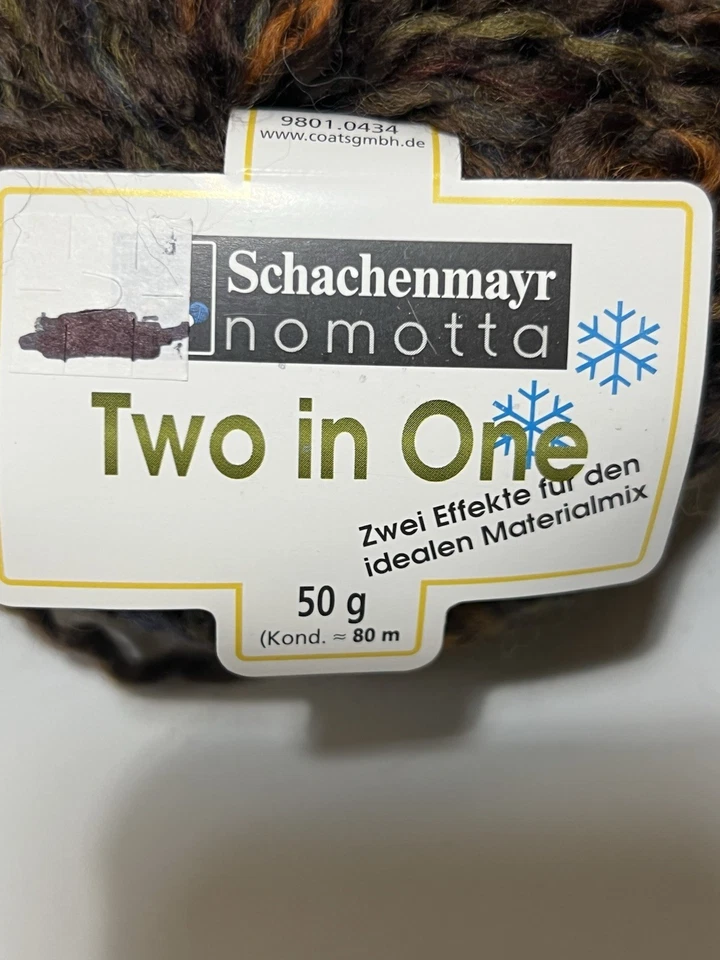 9801.0434
www.coatsgmbh.de
Schachenmayr
nomotta
Two in One
Zwei Effekte für den
idealen Materialmix
50 g
(Kond. ≈ 80 m